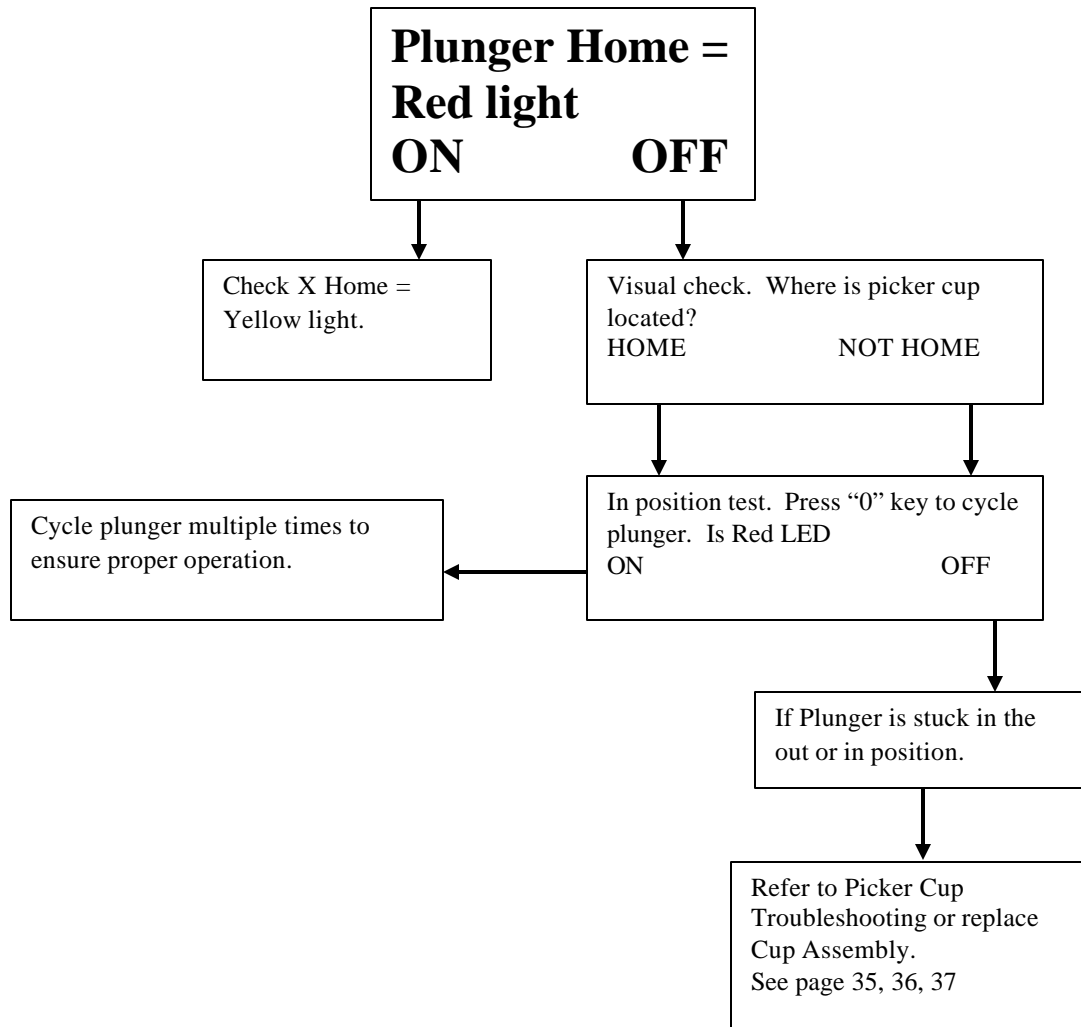 Plunger Home =
Red light
ON OFF
Check X Home =
Yellow light.
Visual check. Where is picker cup
located?
HOME NOT HOME
In position test. Press “0” key to cycle
plunger. Is Red LED
ON OFF
Cycle plunger multiple times to
ensure proper operation.
If Plunger is stuck in the
out or in position.
Refer to Picker Cup
Troubleshooting or replace
Cup Assembly.
See page 35, 36, 37